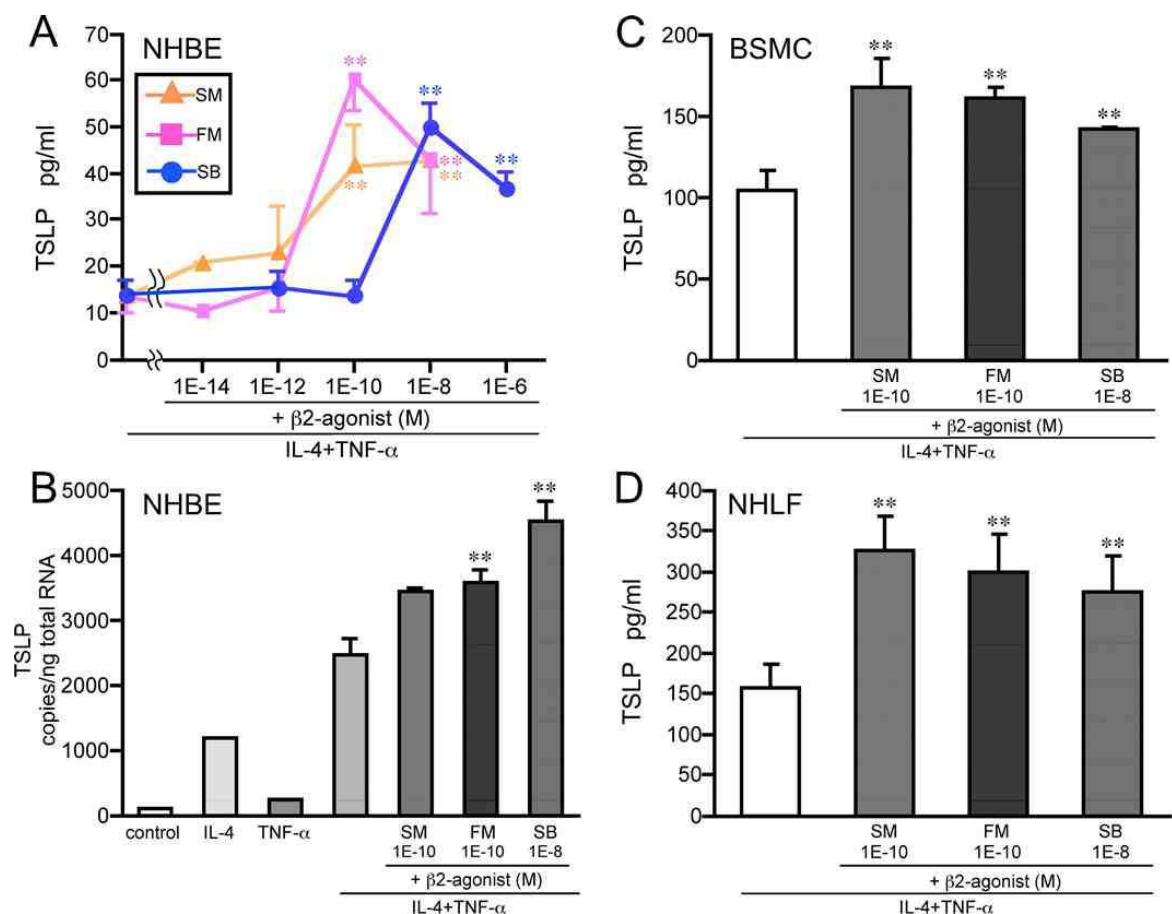 A
NHBE
TSLP pg/ml
70
60
50
40
30
20
10
0
SM
FM
SB
**
**
**
**
**
**
1E-14 1E-12 1E-10 1E-8 1E-6
+ β2-agonist (M)
IL-4+TNF-α
C
BSMC
TSLP pg/ml
200
150
100
50
0
**
**
**
SM FM SB
1E-10 1E-10 1E-8
+ β2-agonist (M)
IL-4+TNF-α
B
NHBE
TSLP
copies/ng total RNA
5000
4000
3000
2000
1000
0
**
**
control IL-4 TNF-α SM FM SB
1E-10 1E-10 1E-8
+ β2-agonist (M)
IL-4+TNF-α
D
NHLF
TSLP pg/ml
400
350
300
250
200
150
100
50
0
**
**
**
SM FM SB
1E-10 1E-10 1E-8
+ β2-agonist (M)
IL-4+TNF-α